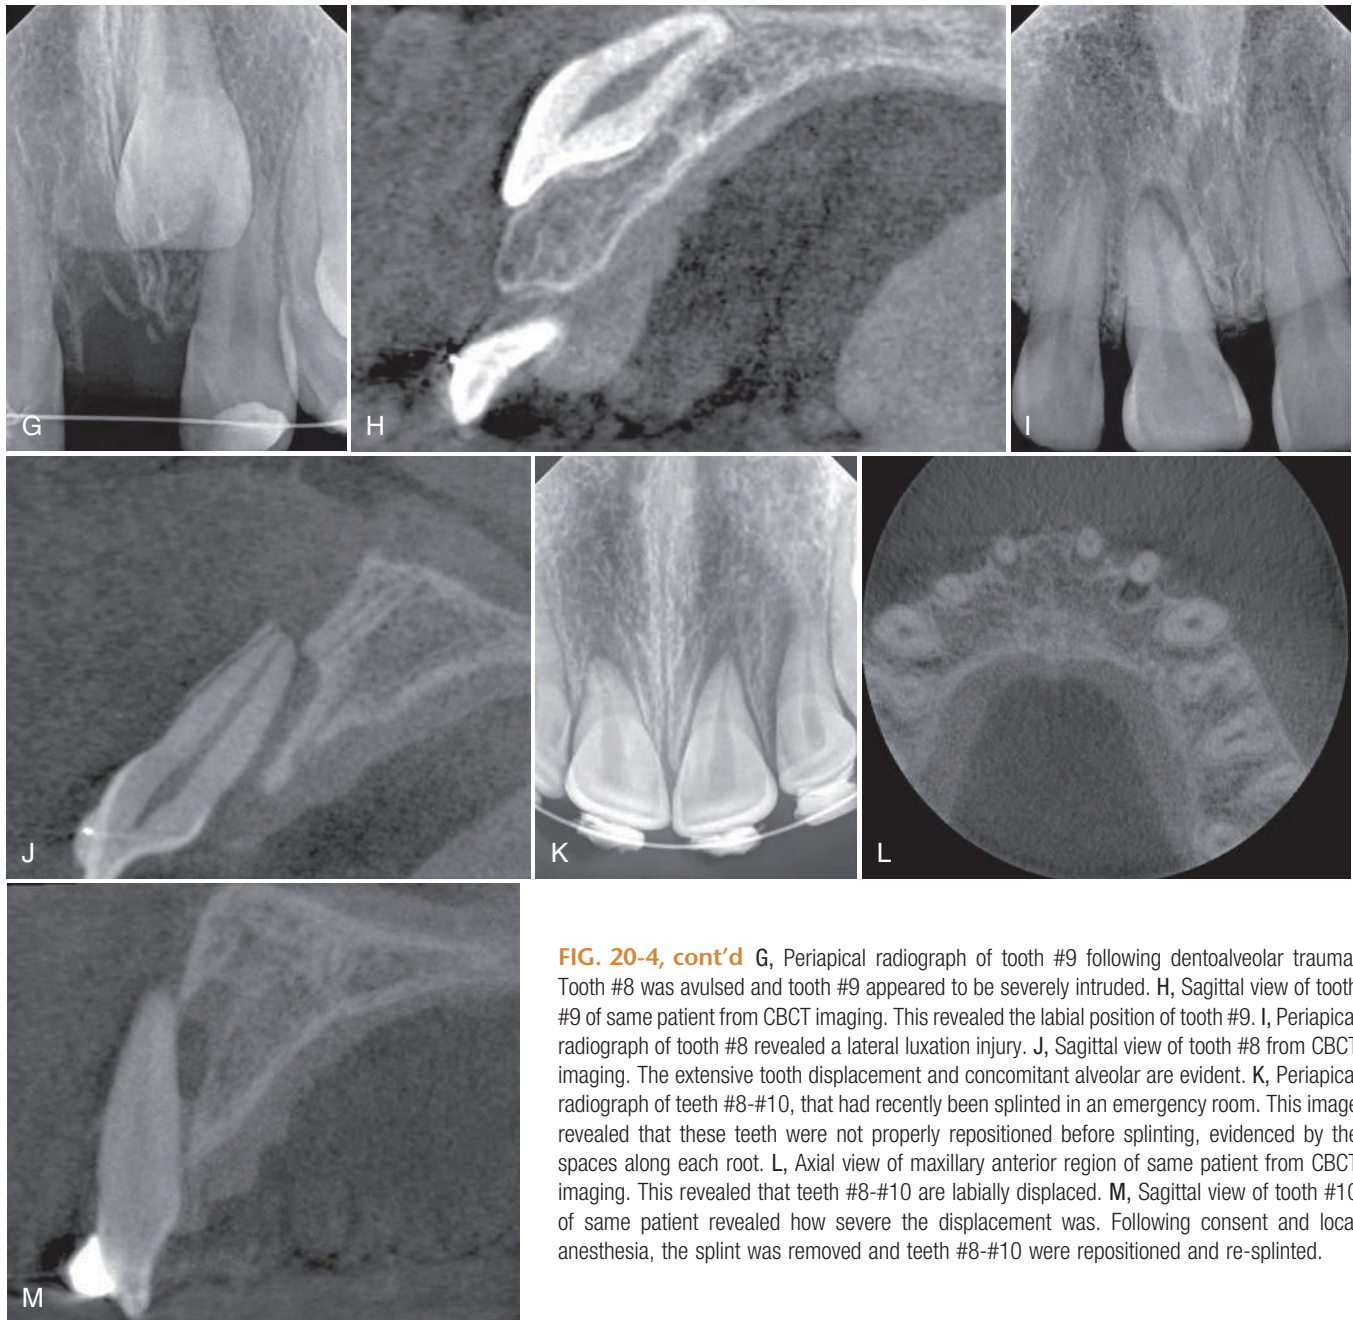 G
H
I
J
K
L
M
FIG. 20-4, cont'd G, Periapical radiograph of tooth #9 following dentoalveolar trauma
Tooth #8 was avulsed and tooth #9 appeared to be severely intruded. H, Sagittal view of tooth
#9 of same patient from CBCT imaging. This revealed the labial position of tooth #9. I, Periapica
radiograph of tooth #8 revealed a lateral luxation injury. J, Sagittal view of tooth #8 from CBCT
imaging. The extensive tooth displacement and concomitant alveolar are evident. K, Periapica
radiograph of teeth #8-#10, that had recently been splinted in an emergency room. This image
revealed that these teeth were not properly repositioned before splinting, evidenced by the
spaces along each root. L, Axial view of maxillary anterior region of same patient from CBCT
imaging. This revealed that teeth #8-#10 are labially displaced. M, Sagittal view of tooth #10
of same patient revealed how severe the displacement was. Following consent and loca
anesthesia, the splint was removed and teeth #8-#10 were repositioned and re-splinted.